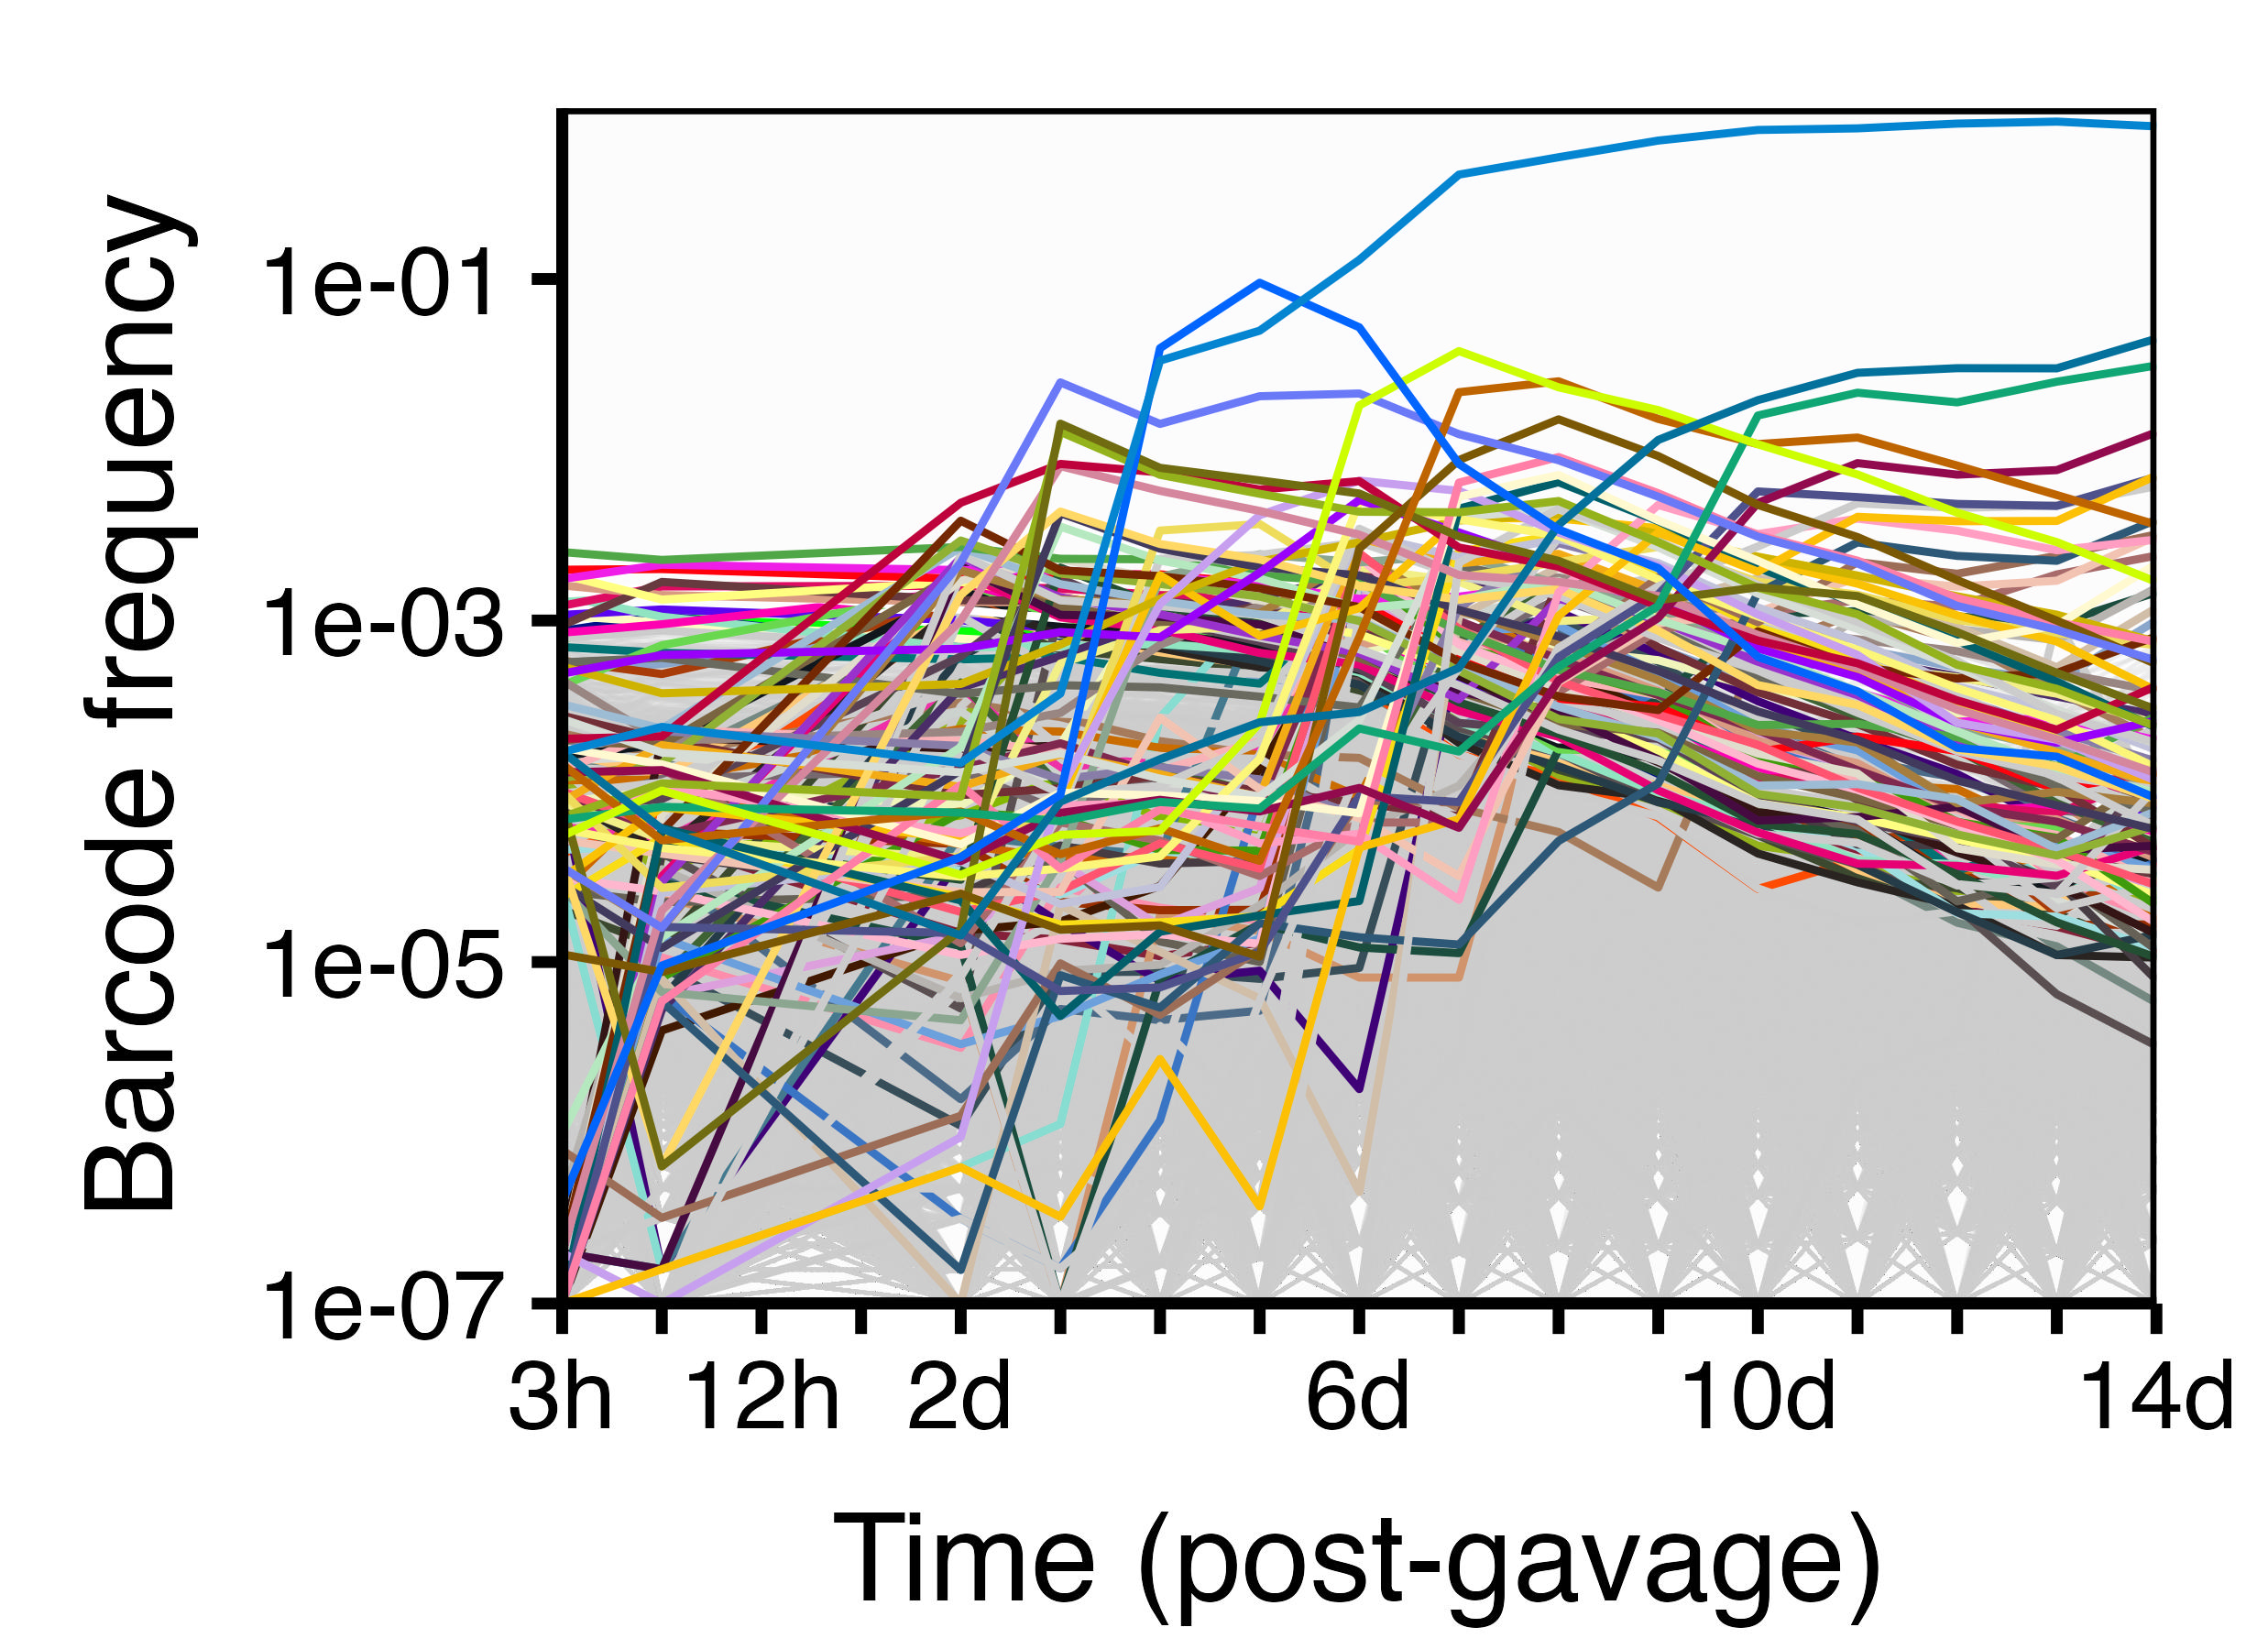 Barcode frequency
1e-01
1e-03
1e-05
1e-07
3h 12h 2d 6d 10d 14d
Time (post-gavage)